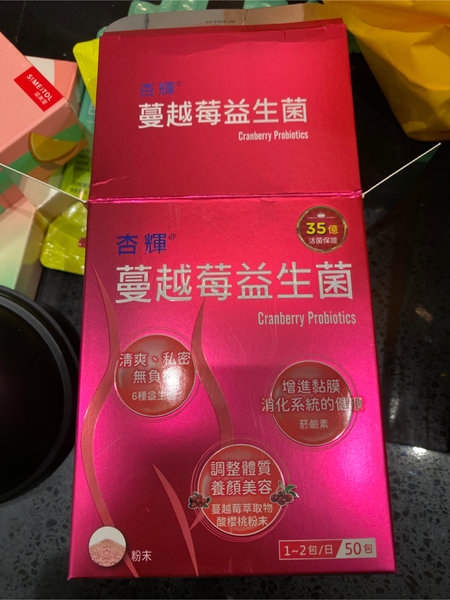 SIMEITOL
杏輝®
蔓越莓益生菌
Cranberry Probiotics
杏輝®
35億
活菌保證
蔓越莓益生菌
Cranberry Probiotics
清爽、私密
無負
6種益生
增進黏膜
消化系統的健康
菸鹼素
調整體質
養顏美容
蔓越莓萃取物
酸櫻桃粉末
粉末
1~2包/日
50包